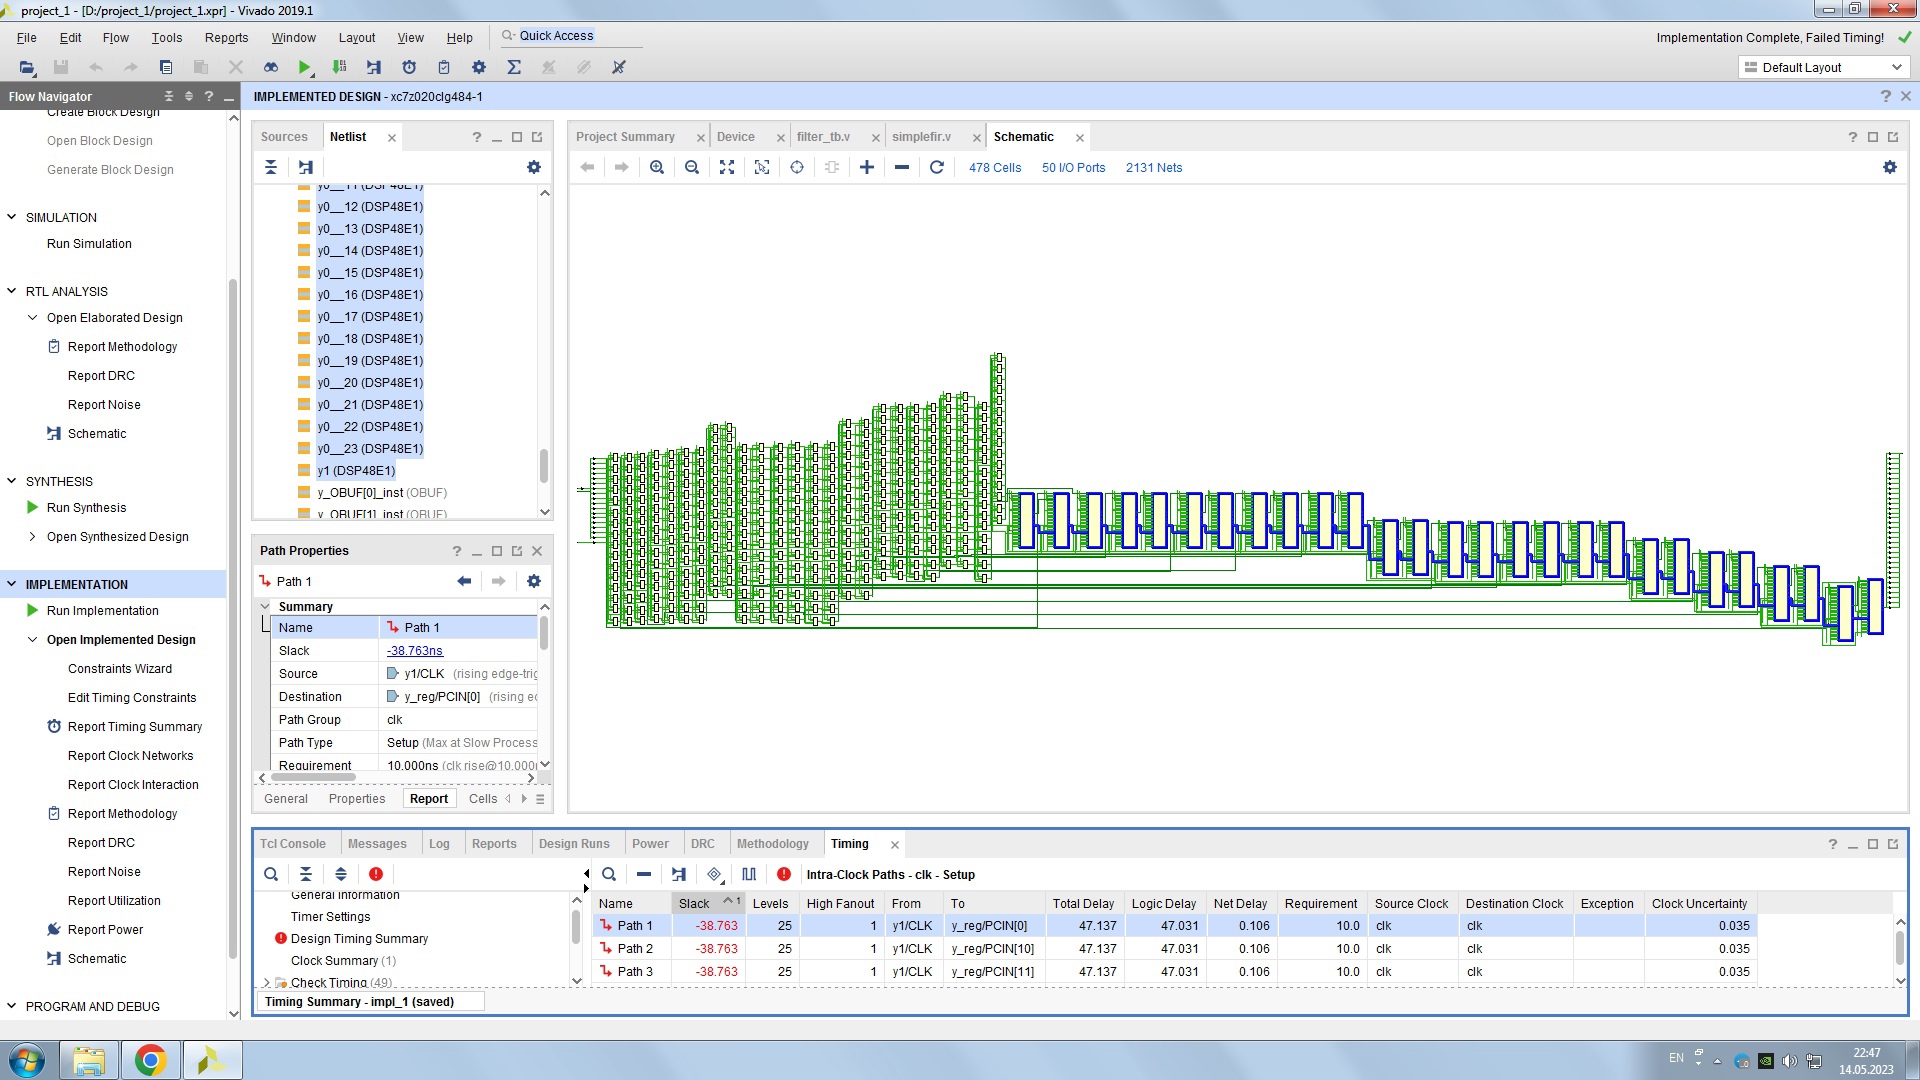 project_1 - [D:/project_1/project_1.xpr] - Vivado 2019.1
File Edit Flow Tools Reports Window Layout View Help Quick Access
Implementation Complete, Failed Timing!
Default Layout
Flow Navigator
Create Block Design
Open Block Design
Generate Block Design
SIMULATION
Run Simulation
RTL ANALYSIS
Open Elaborated Design
Report Methodology
Report DRC
Report Noise
Schematic
SYNTHESIS
Run Synthesis
Open Synthesized Design
IMPLEMENTATION
Run Implementation
Open Implemented Design
Constraints Wizard
Edit Timing Constraints
Report Timing Summary
Report Clock Networks
Report Clock Interaction
Report Methodology
Report DRC
Report Noise
Report Utilization
Report Power
Schematic
PROGRAM AND DEBUG
IMPLEMENTED DESIGN - xc7z020clg484-1
Sources Netlist
y0__11 (DSP48E1)
y0__12 (DSP48E1)
y0__13 (DSP48E1)
y0__14 (DSP48E1)
y0__15 (DSP48E1)
y0__16 (DSP48E1)
y0__17 (DSP48E1)
y0__18 (DSP48E1)
y0__19 (DSP48E1)
y0__20 (DSP48E1)
y0__21 (DSP48E1)
y0__22 (DSP48E1)
y0__23 (DSP48E1)
y1 (DSP48E1)
y_OBUF[0]_inst (OBUF)
y_OBUF[1]_inst (OBUF)
Path Properties
Path 1
Summary
Name Path 1
Slack -38.763ns
Source y1/CLK (rising edge-trig
Destination y_reg/PCIN[0] (rising ed
Path Group clk
Path Type Setup (Max at Slow Process
Requirement 10.000ns (clk rise@10.000
General Properties Report Cells
Project Summary Device filter_tb.v simplefir.v Schematic
478 Cells 50 I/O Ports 2131 Nets
Tcl Console Messages Log Reports Design Runs Power DRC Methodology Timing
General Information
Timer Settings
Design Timing Summary
Clock Summary (1)
Check Timing (49)
Timing Summary - impl_1 (saved)
Intra-Clock Paths - clk - Setup
Name Slack 1 Levels High Fanout From To Total Delay Logic Delay Net Delay Requirement Source Clock Destination Clock Exception Clock Uncertainty
Path 1 -38.763 25 1 y1/CLK y_reg/PCIN[0] 47.137 47.031 0.106 10.0 clk clk 0.035
Path 2 -38.763 25 1 y1/CLK y_reg/PCIN[10] 47.137 47.031 0.106 10.0 clk clk 0.035
Path 3 -38.763 25 1 y1/CLK y_reg/PCIN[11] 47.137 47.031 0.106 10.0 clk clk 0.035
EN
22:47
14.05.2023